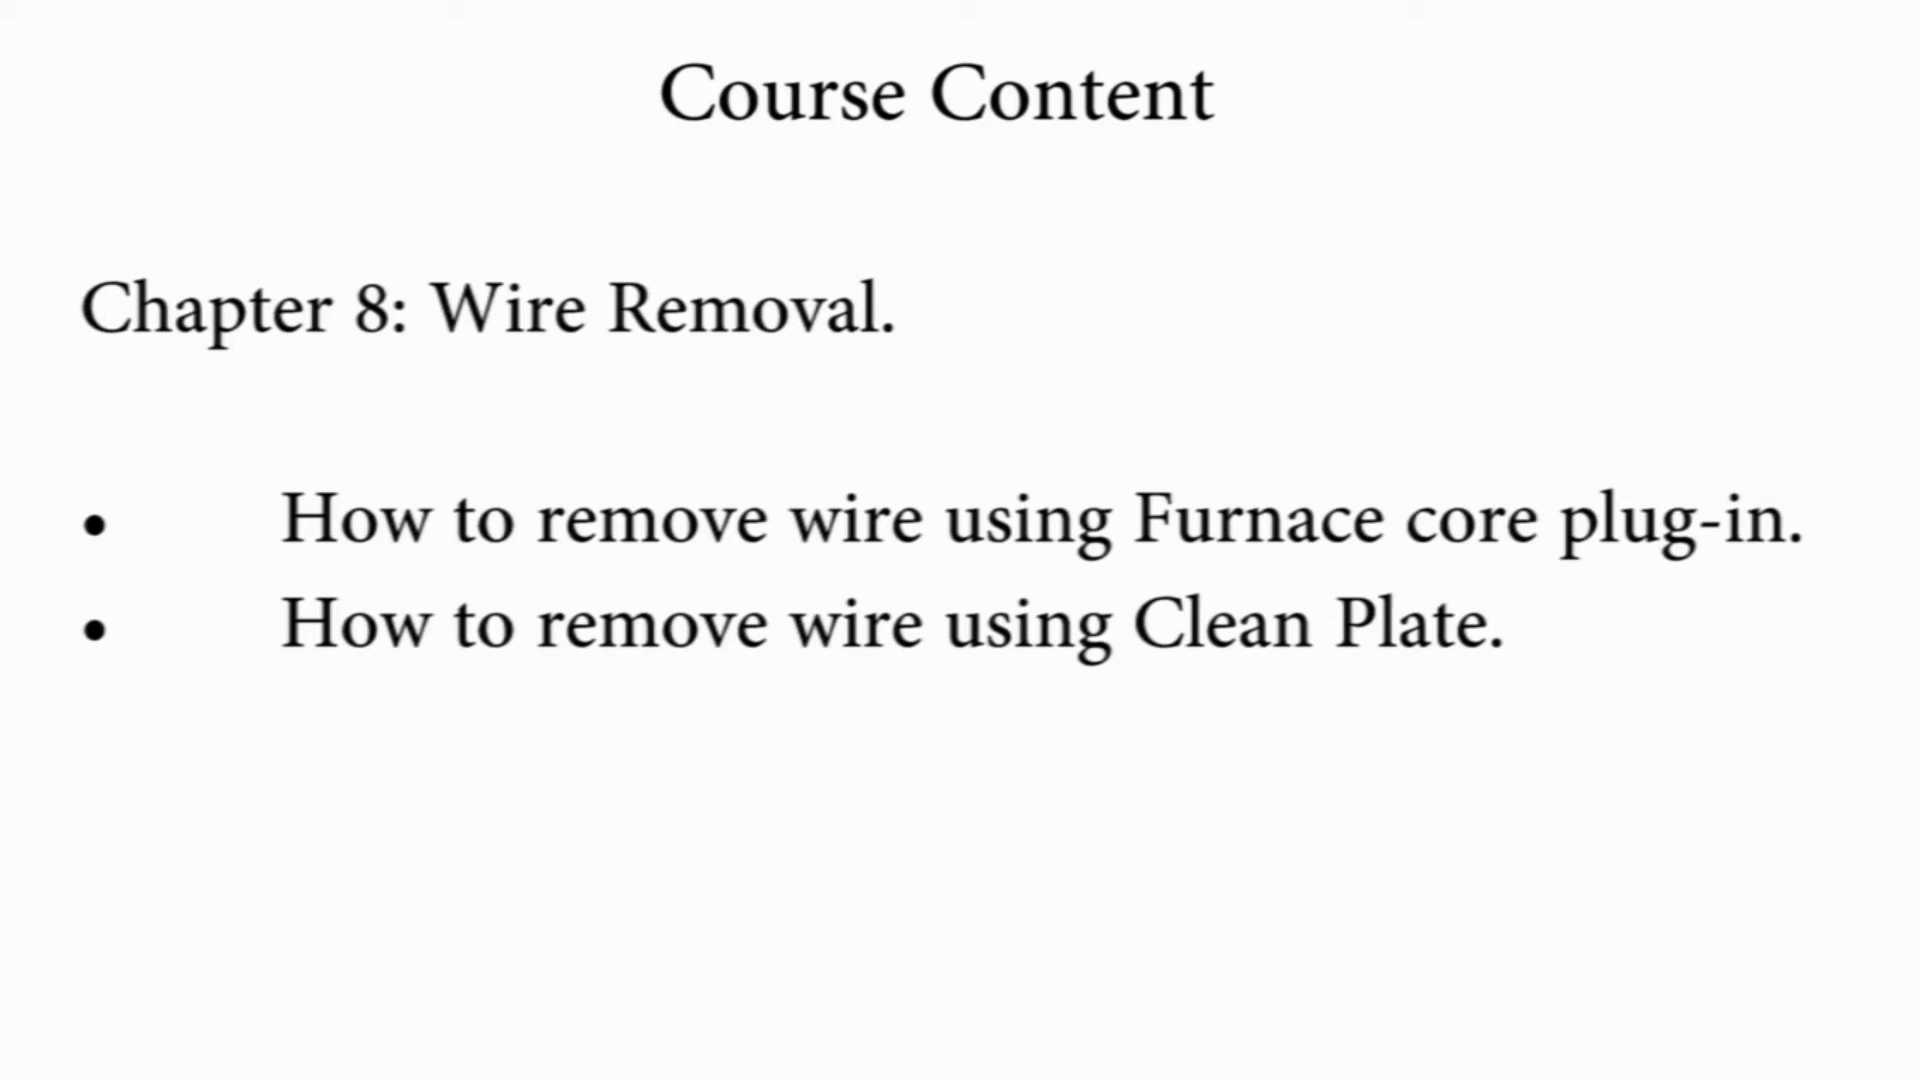 Course Content
Chapter 8: Wire Removal.
• How to remove wire using Furnace core plug-in.
• How to remove wire using Clean Plate.